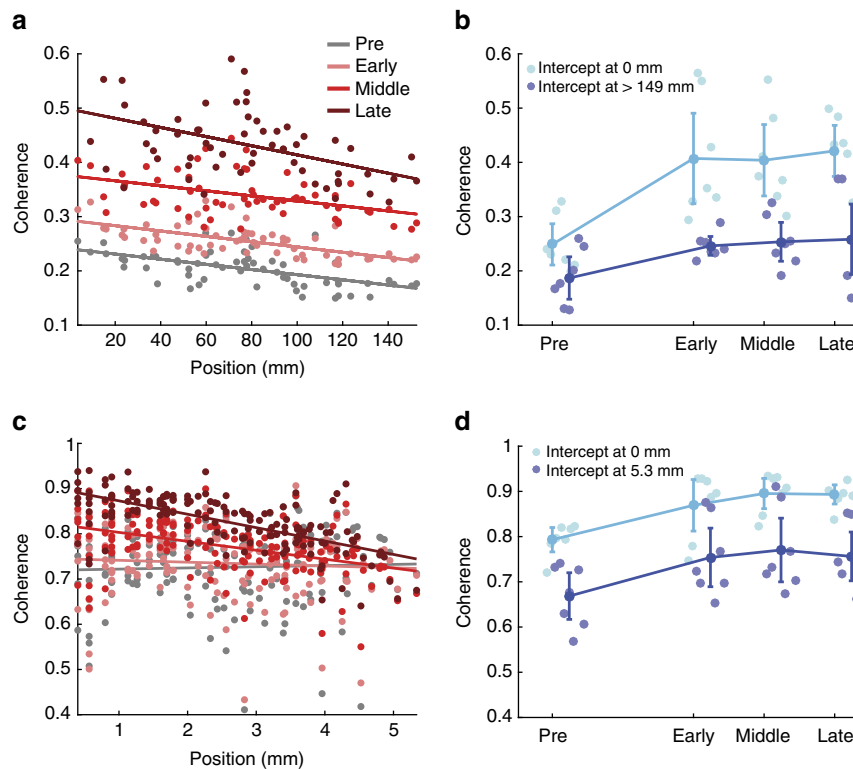 a
Coherence
0.6
0.5
0.4
0.3
0.2
0.1
Pre
Early
Middle
Late
20 40 60 80 100 120 140
Position (mm)
b
Coherence
0.6
0.5
0.4
0.3
0.2
0.1
Intercept at 0 mm
Intercept at > 149 mm
Pre Early Middle Late
c
Coherence
1
0.9
0.8
0.7
0.6
0.5
0.4
1 2 3 4 5
Position (mm)
d
Coherence
1
0.9
0.8
0.7
0.6
0.5
0.4
Intercept at 0 mm
Intercept at 5.3 mm
Pre Early Middle Late